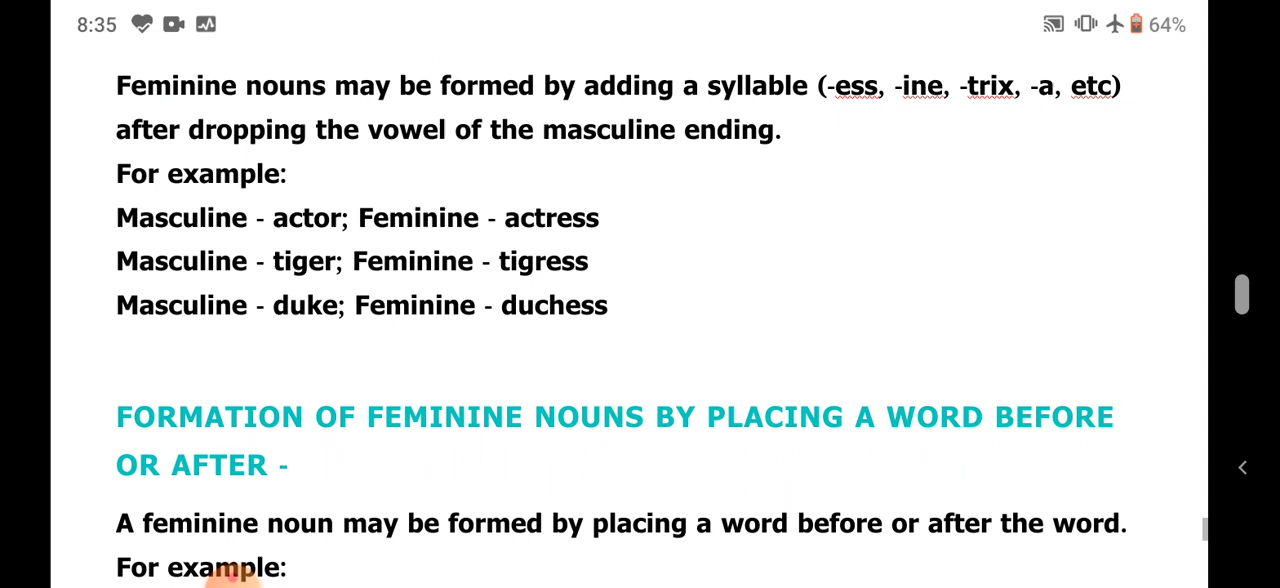 8:35 64%
Feminine nouns may be formed by adding a syllable (-ess, -ine, -trix, -a, etc)
after dropping the vowel of the masculine ending.
For example:
Masculine - actor; Feminine - actress
Masculine - tiger; Feminine - tigress
Masculine - duke; Feminine - duchess
FORMATION OF FEMININE NOUNS BY PLACING A WORD BEFORE
OR AFTER -
A feminine noun may be formed by placing a word before or after the word.
For example: